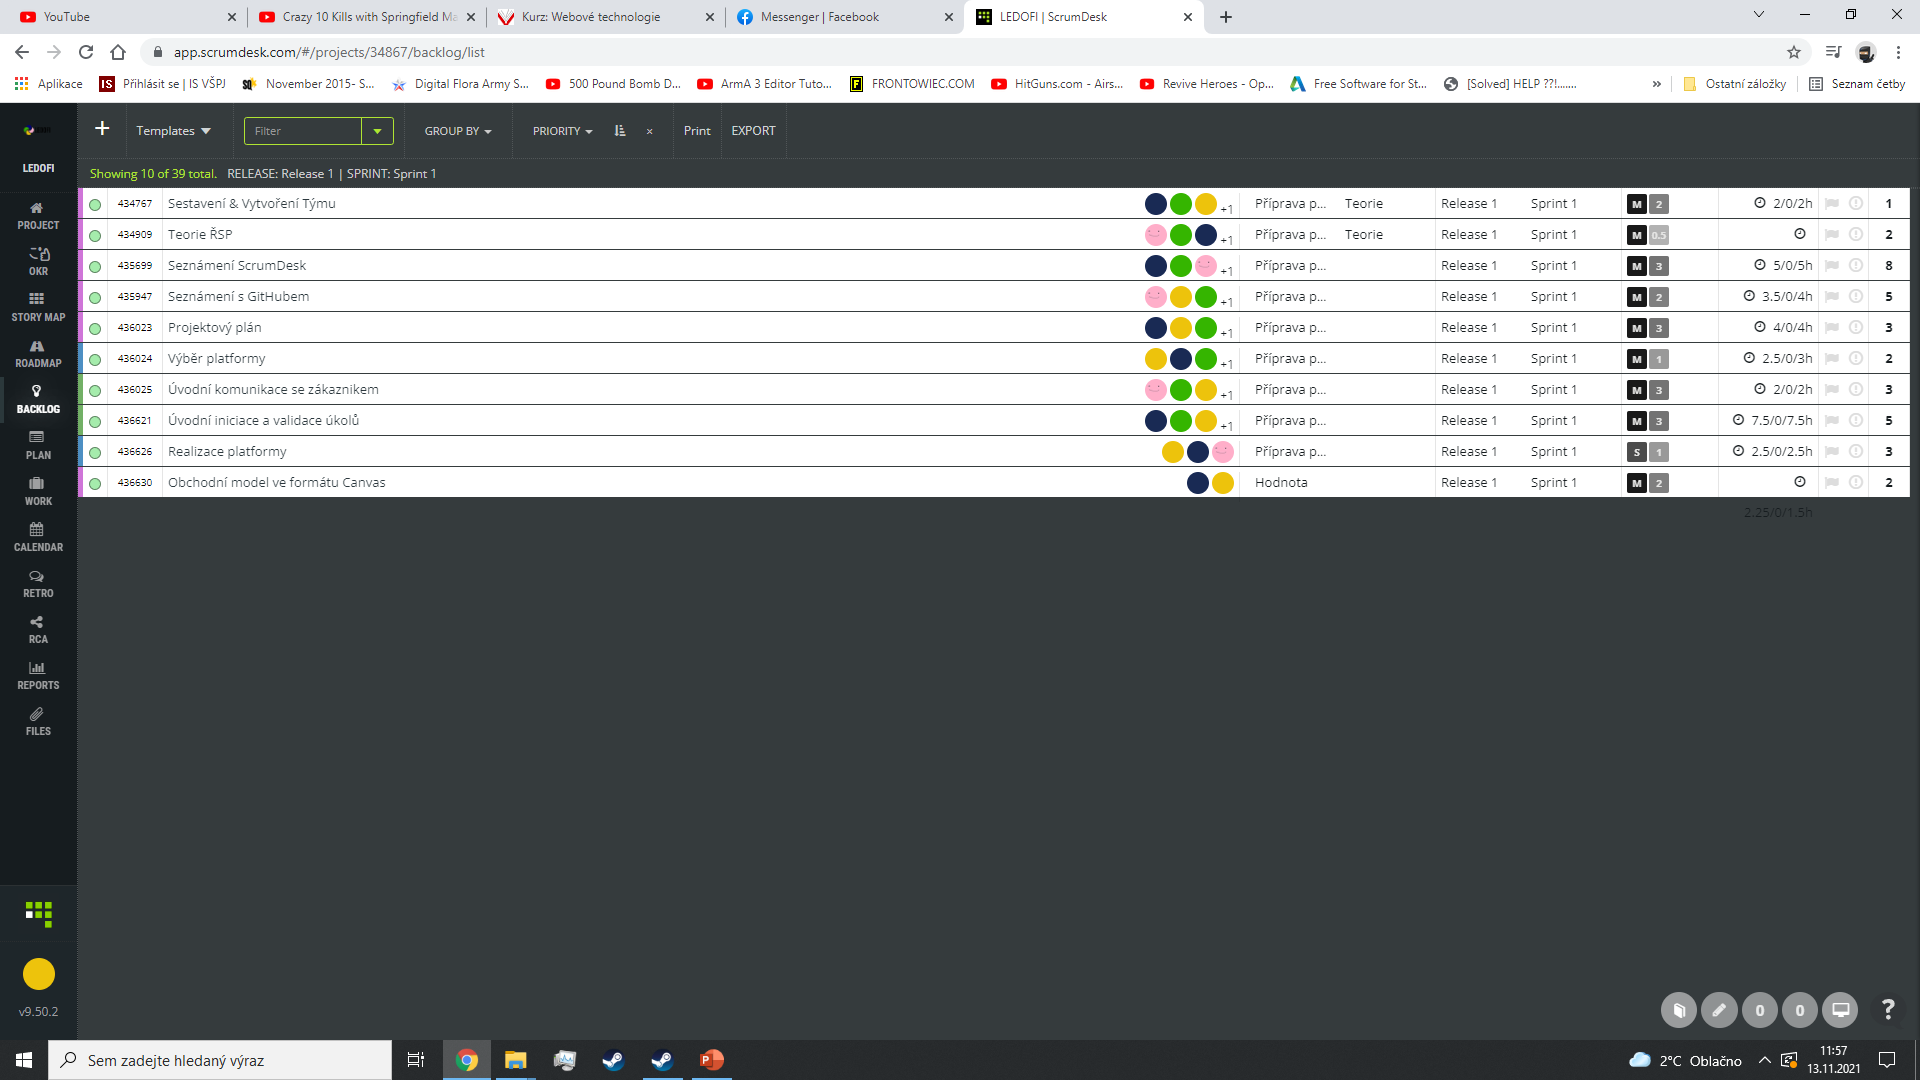 YouTube
Crazy 10 Kills with Springfield Ma
Kurz: Webové technologie
Messenger | Facebook
LEDOFI | ScrumDesk
app.scrumdesk.com/#/projects/34867/backlog/list
Aplikace
IS Přihlásit se | IS VŠPJ
November 2015- S...
Digital Flora Army S...
500 Pound Bomb D...
ArmA 3 Editor Tuto...
FRONTOWIEC.COM
HitGuns.com - Airs...
Revive Heroes - Op...
Free Software for St...
[Solved] HELP ??!.......
»
Ostatní záložky
Seznam četby
LEDOFI
PROJECT
OKR
STORY MAP
ROADMAP
BACKLOG
PLAN
WORK
CALENDAR
RETRO
RCA
REPORTS
FILES
v9.50.2
+ Templates Filter GROUP BY PRIORITY × Print EXPORT
Showing 10 of 39 total. RELEASE: Release 1 | SPRINT: Sprint 1
434767 Sestavení & Vytvoření Týmu +1 Příprava p... Teorie Release 1 Sprint 1 M 2 2/0/2h 1
434909 Teorie ŘSP +1 Příprava p... Teorie Release 1 Sprint 1 M 0.5 2
435699 Seznámení ScrumDesk +1 Příprava p... Release 1 Sprint 1 M 3 5/0/5h 8
435947 Seznámení s GitHubem +1 Příprava p... Release 1 Sprint 1 M 2 3.5/0/4h 5
436023 Projektový plán +1 Příprava p... Release 1 Sprint 1 M 3 4/0/4h 3
436024 Výběr platformy +1 Příprava p... Release 1 Sprint 1 M 1 2.5/0/3h 2
436025 Úvodní komunikace se zákaznikem +1 Příprava p... Release 1 Sprint 1 M 3 2/0/2h 3
436621 Úvodní iniciace a validace úkolů +1 Příprava p... Release 1 Sprint 1 M 3 7.5/0/7.5h 5
436626 Realizace platformy Příprava p... Release 1 Sprint 1 S 1 2.5/0/2.5h 3
436630 Obchodní model ve formátu Canvas Hodnota Release 1 Sprint 1 M 2 2
2.25/0/1.5h
0 0 ?
Sem zadejte hledaný výraz
2°C Oblačno
11:57
13.11.2021